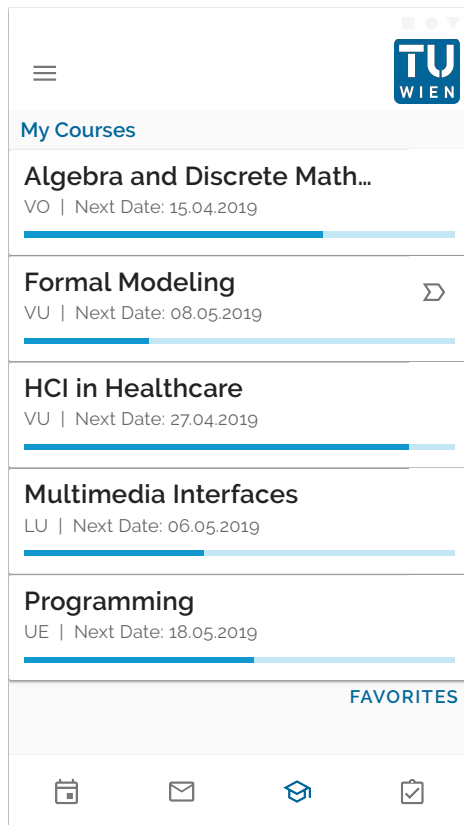 TU
WIEN
My Courses
Algebra and Discrete Math...
VO | Next Date: 15.04.2019
Formal Modeling
VU | Next Date: 08.05.2019
HCI in Healthcare
VU | Next Date: 27.04.2019
Multimedia Interfaces
LU | Next Date: 06.05.2019
Programming
UE | Next Date: 18.05.2019
FAVORITES